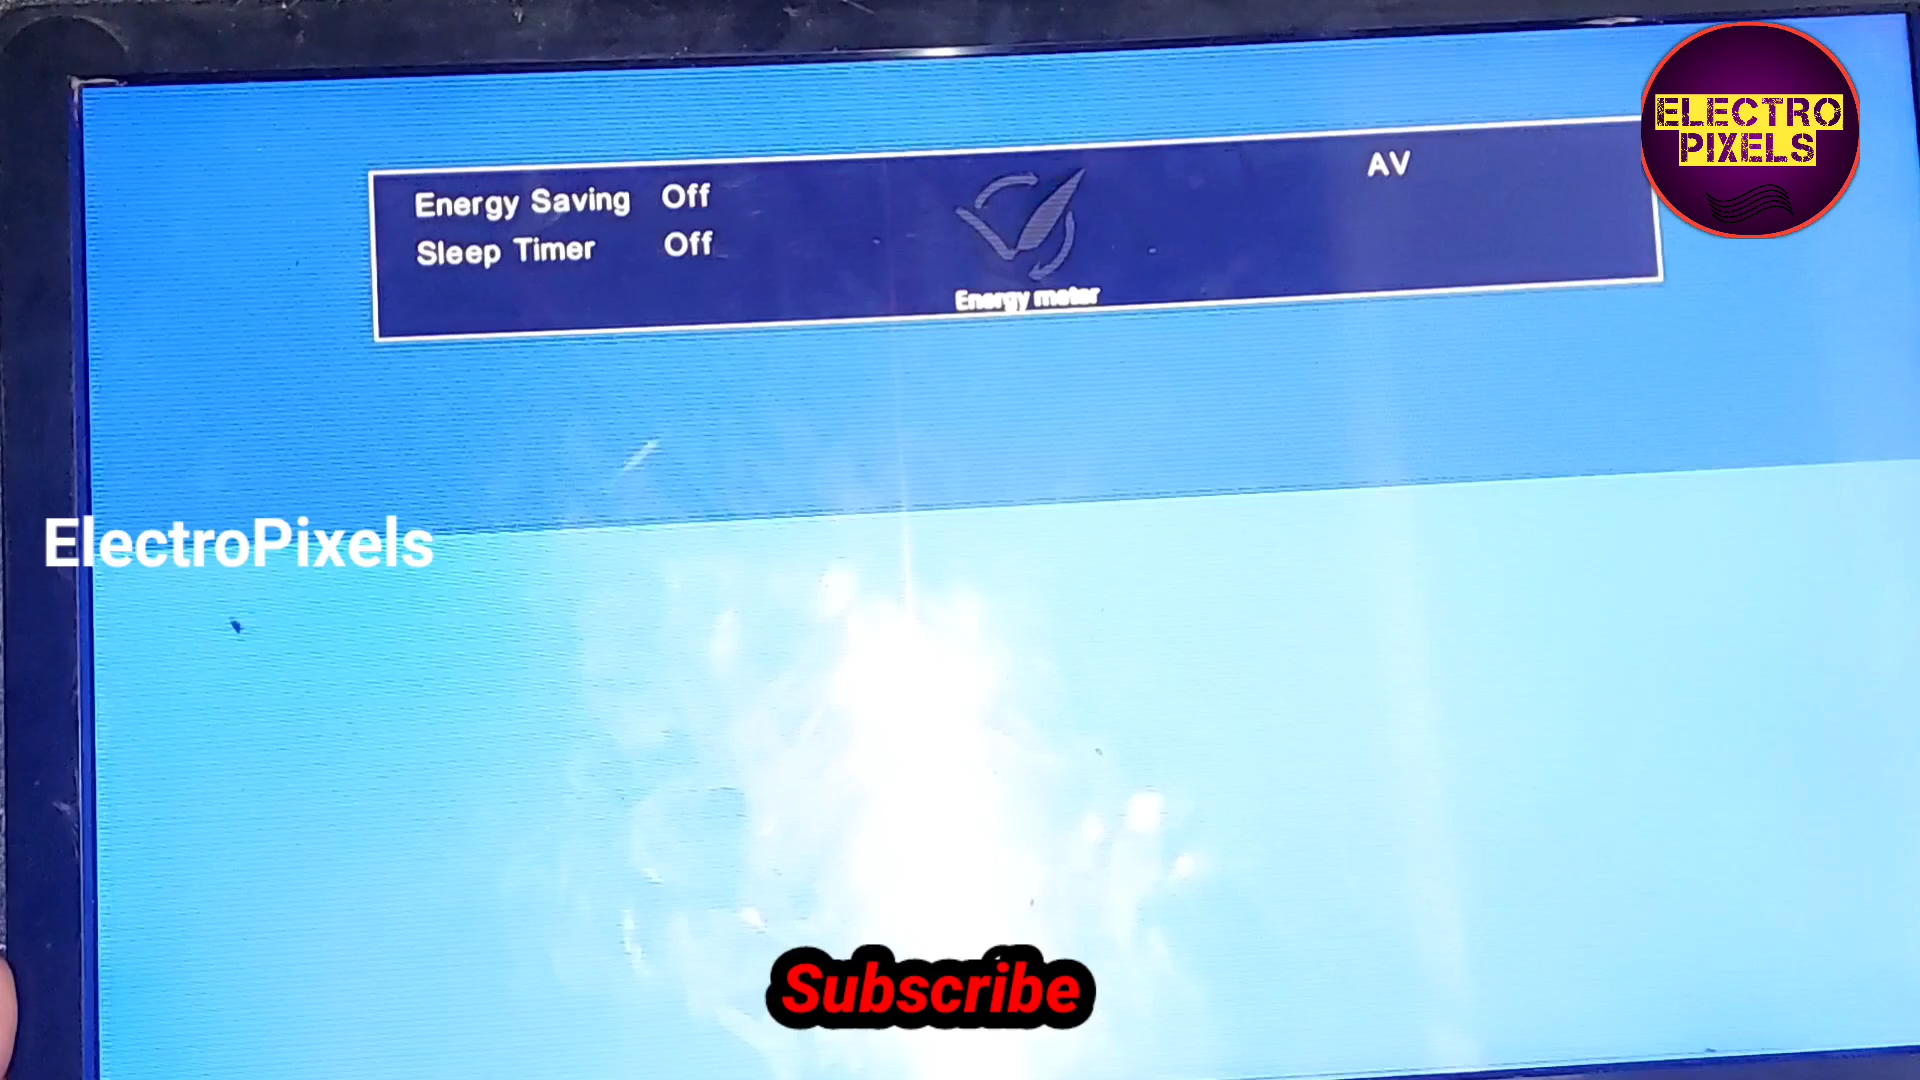 ELECTRO
PIXELS
AV
Energy Saving Off
Sleep Timer Off
Energy meter
ElectroPixels
Subscribe